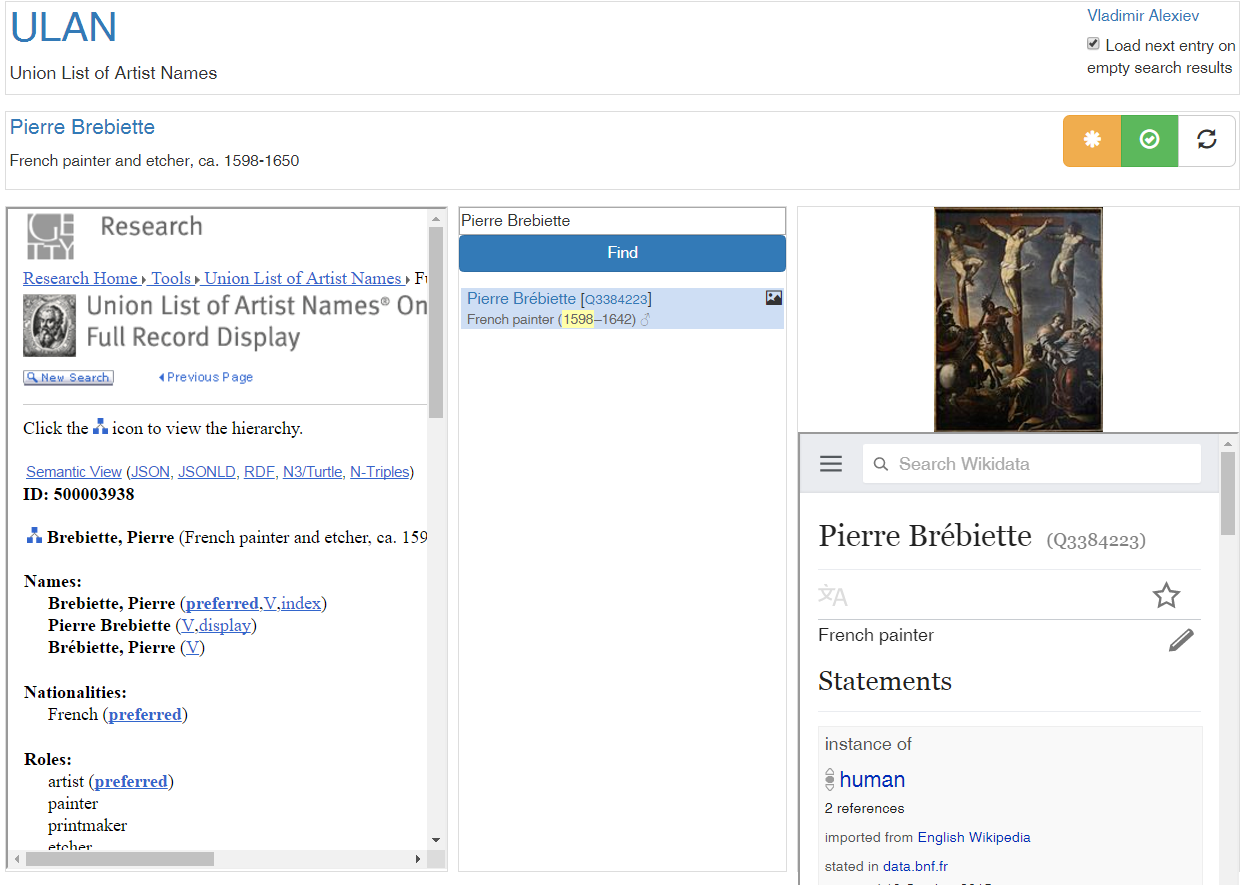 ULAN
Vladimir Alexiev
Load next entry on
empty search results
Union List of Artist Names
Pierre Brebiette
French painter and etcher, ca. 1598-1650
GE
TTY
Research
Research Home Tools Union List of Artist Names Fu
Union List of Artist Names® On
Full Record Display
New Search Previous Page
Click the icon to view the hierarchy.
Semantic View (JSON, JSONLD, RDF, N3/Turtle, N-Triples)
ID: 500003938
Brebiette, Pierre (French painter and etcher, ca. 159
Names:
Brebiette, Pierre (preferred,V,index)
Pierre Brebiette (V,display)
Brébiette, Pierre (V)
Nationalities:
French (preferred)
Roles:
artist (preferred)
painter
printmaker
etcher
Pierre Brebiette
Find
Pierre Brébiette [Q3384223]
French painter (1598–1642) ♂
Search Wikidata
Pierre Brébiette (Q3384223)
French painter
Statements
instance of
human
2 references
imported from English Wikipedia
stated in data.bnf.fr